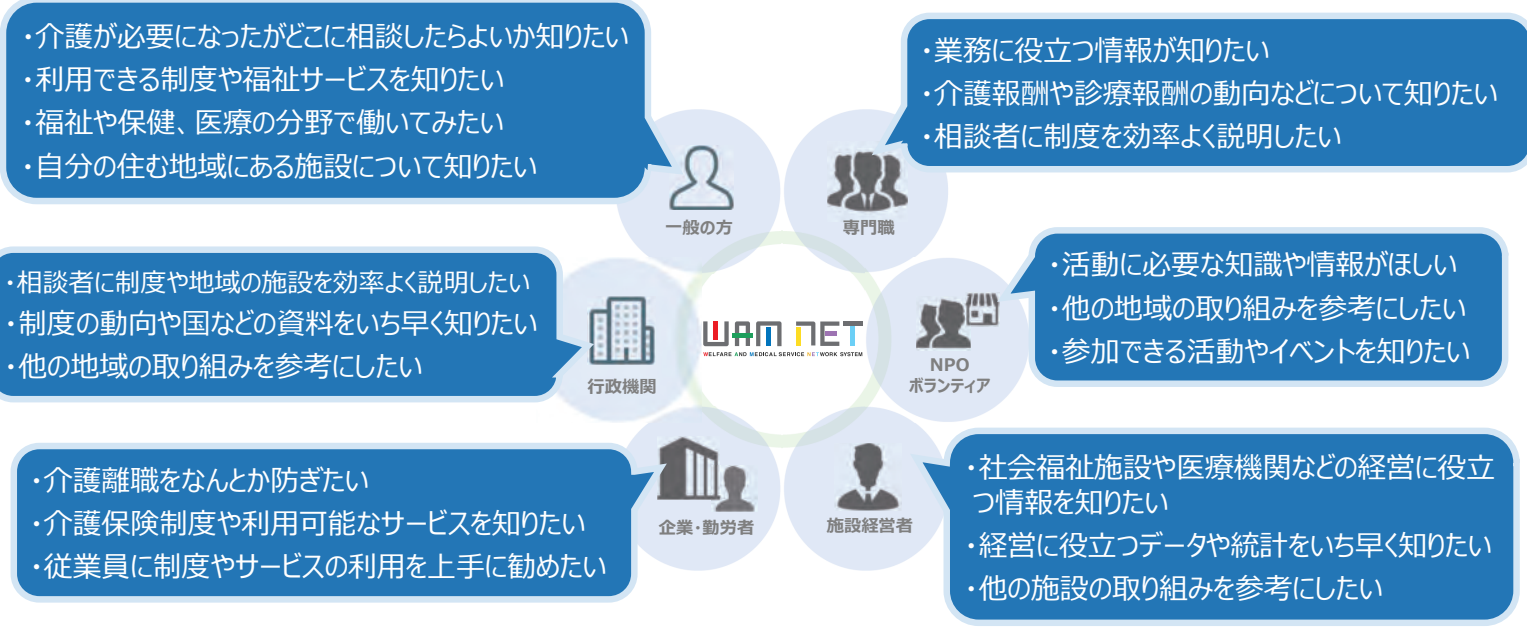 ・介護が必要になったがどこに相談したらよいか知りたい
・利用できる制度や福祉サービスを知りたい
・福祉や保健、医療の分野で働いてみたい
・自分の住む地域にある施設について知りたい
一般の方
・業務に役立つ情報が知りたい
・介護報酬や診療報酬の動向などについて知りたい
・相談者に制度を効率よく説明したい
専門職
・相談者に制度や地域の施設を効率よく説明したい
・制度の動向や国などの資料をいち早く知りたい
・他の地域の取り組みを参考にしたい
行政機関
WAM NET
WELFARE AND MEDICAL SERVICE NETWORK SYSTEM
・活動に必要な知識や情報がほしい
・他の地域の取り組みを参考にしたい
・参加できる活動やイベントを知りたい
NPO
ボランティア
・介護離職をなんとか防ぎたい
・介護保険制度や利用可能なサービスを知りたい
・従業員に制度やサービスの利用を上手に勧めたい
企業・勤労者
・社会福祉施設や医療機関などの経営に役立
つ情報を知りたい
・経営に役立つデータや統計をいち早く知りたい
・他の施設の取り組みを参考にしたい
施設経営者